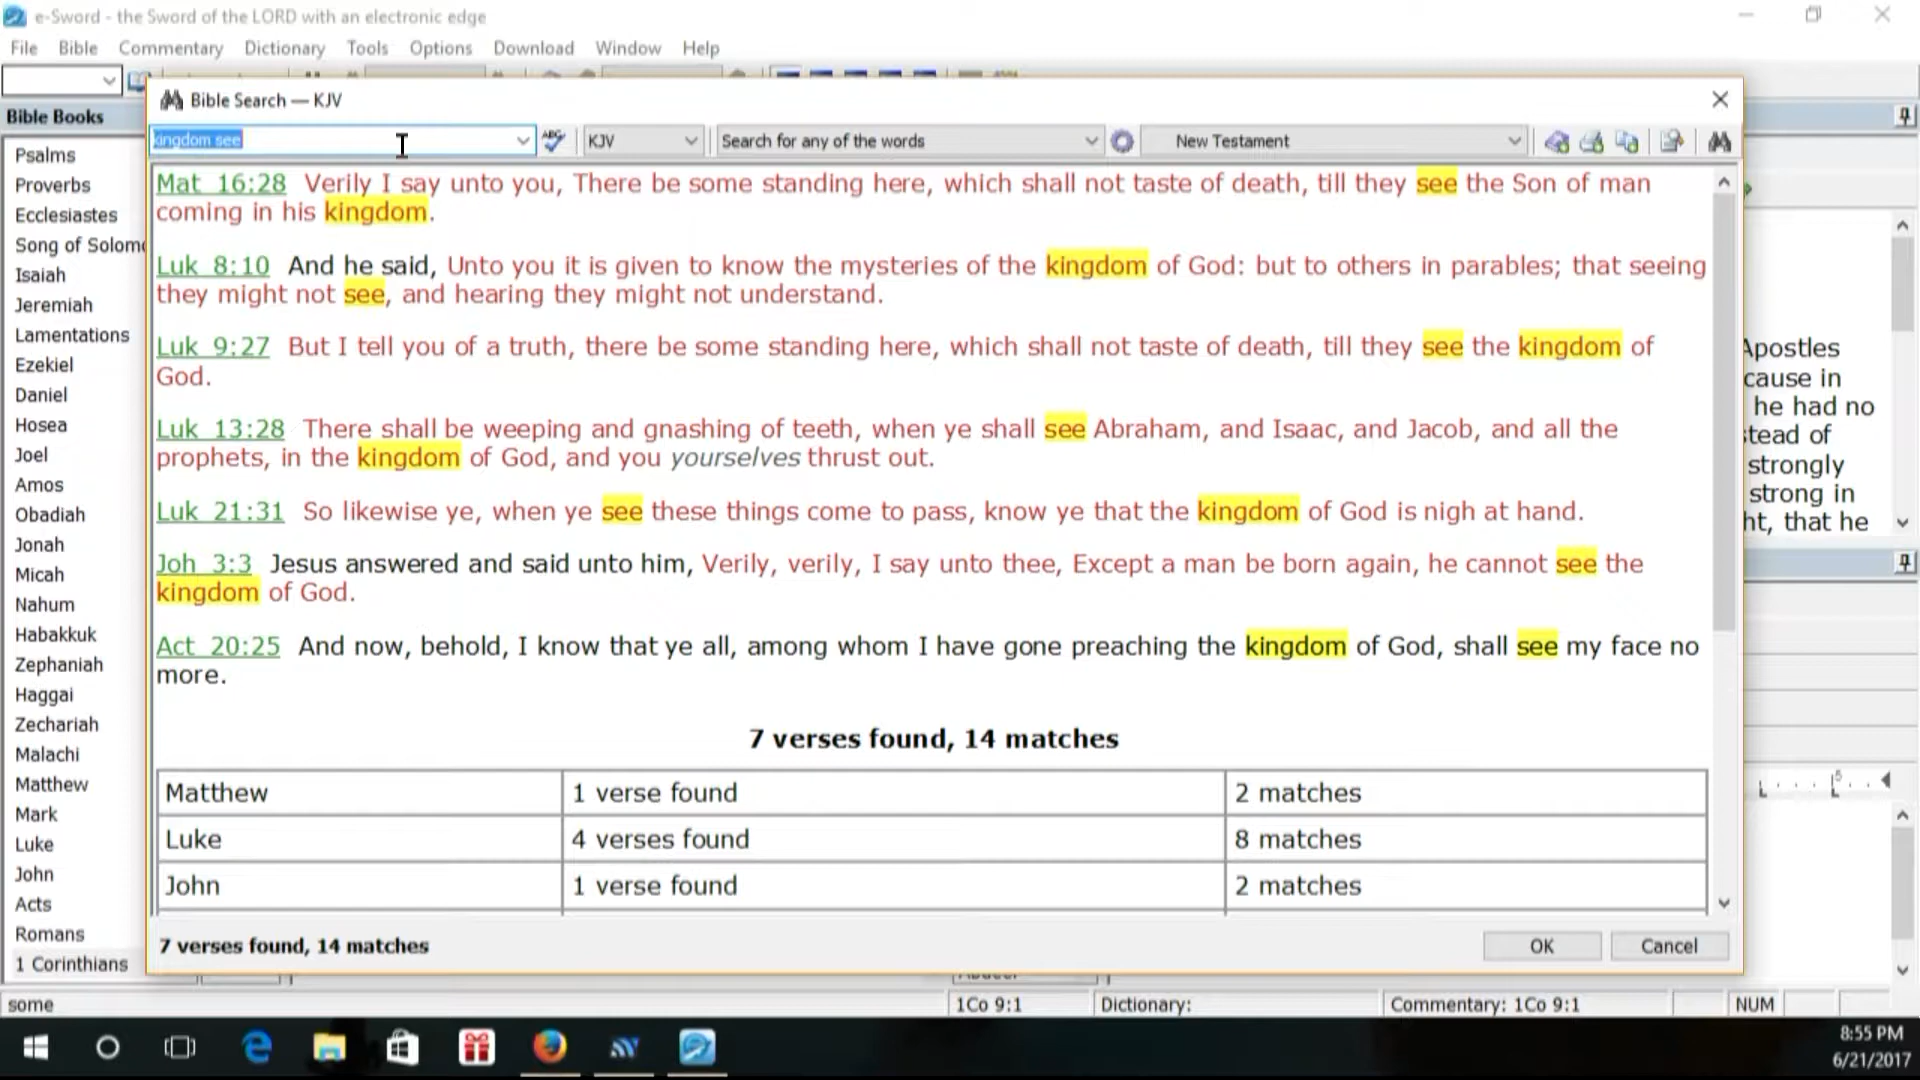 e-Sword - the Sword of the LORD with an electronic edge
File Bible Commentary Dictionary Tools Options Download Window Help
Bible Search — KJV
Bible Books
kingdom see KJV Search for any of the words New Testament
Psalms
Proverbs
Ecclesiastes
Song of Solom
Isaiah
Jeremiah
Lamentations
Ezekiel
Daniel
Hosea
Joel
Amos
Obadiah
Jonah
Micah
Nahum
Habakkuk
Zephaniah
Haggai
Zechariah
Malachi
Matthew
Mark
Luke
John
Acts
Romans
1 Corinthians
Mat 16:28 Verily I say unto you, There be some standing here, which shall not taste of death, till they see the Son of man
coming in his kingdom.
Luk 8:10 And he said, Unto you it is given to know the mysteries of the kingdom of God: but to others in parables; that seeing
they might not see, and hearing they might not understand.
Luk 9:27 But I tell you of a truth, there be some standing here, which shall not taste of death, till they see the kingdom of
God.
Luk 13:28 There shall be weeping and gnashing of teeth, when ye shall see Abraham, and Isaac, and Jacob, and all the
prophets, in the kingdom of God, and you yourselves thrust out.
Luk 21:31 So likewise ye, when ye see these things come to pass, know ye that the kingdom of God is nigh at hand.
Joh 3:3 Jesus answered and said unto him, Verily, verily, I say unto thee, Except a man be born again, he cannot see the
kingdom of God.
Act 20:25 And now, behold, I know that ye all, among whom I have gone preaching the kingdom of God, shall see my face no
more.
7 verses found, 14 matches
Matthew 1 verse found 2 matches
Luke 4 verses found 8 matches
John 1 verse found 2 matches
7 verses found, 14 matches
OK Cancel
Apostles
cause in
he had no
stead of
strongly
strong in
ht, that he
5
some 1Co 9:1 Dictionary: Commentary: 1Co 9:1 NUM
8:55 PM
6/21/2017